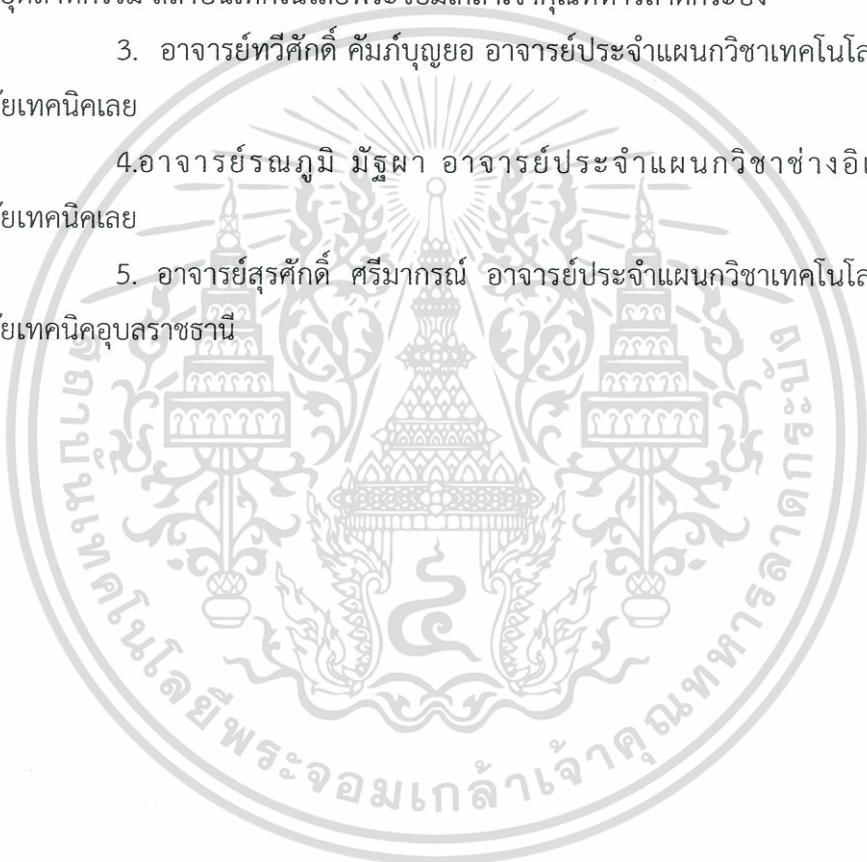 3. อาจารย์ทวีศักดิ์ คัมภ์บุญยอ อาจารย์ประจำแผนกวิชาเทคโนโล
ัยเทคนิคเลย
4.อาจารย์รณภูมิ มัฐผา อาจารย์ประจำแผนกวิชาช่างอิเ
ัยเทคนิคเลย
5. อาจารย์สุรศักดิ์ ศรีมากรณ์ อาจารย์ประจำแผนกวิชาเทคโนโล
ัยเทคนิคอุบลราชธานี
สถาบันเทคโนโลยีพระจอมเกล้าเจ้าคุณทหารลาดกระบัง